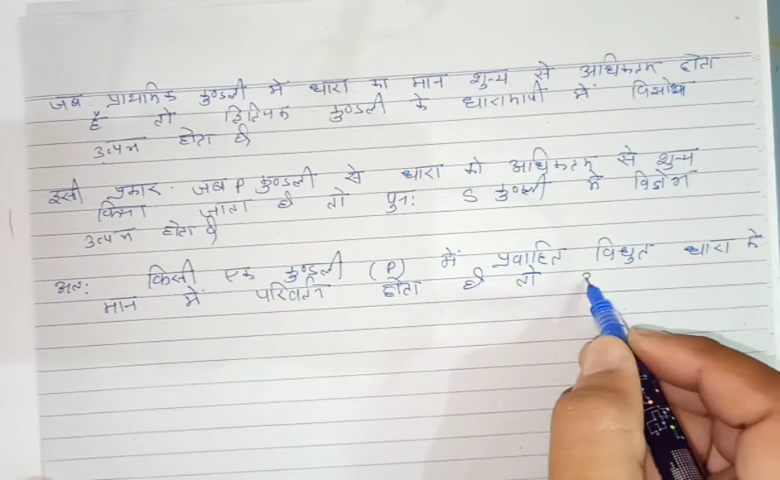 जब प्राथमिक कुण्डली में धारा का मान शुन्य से अधिकतम होता
है तो द्वितियक कुण्डली के धारामापी में विक्षोप
उत्पन होता है
इसी प्रकार जब P कुण्डली से धारा को अधिकतम से शुन्य
किया जाता है तो पुन: S कुण्डली में विक्षेप
उत्पन होता है
अत: किसी एक कुण्डली (P) में प्रवाहित विधुत धारा के
मान में परिवर्तन होता है तो